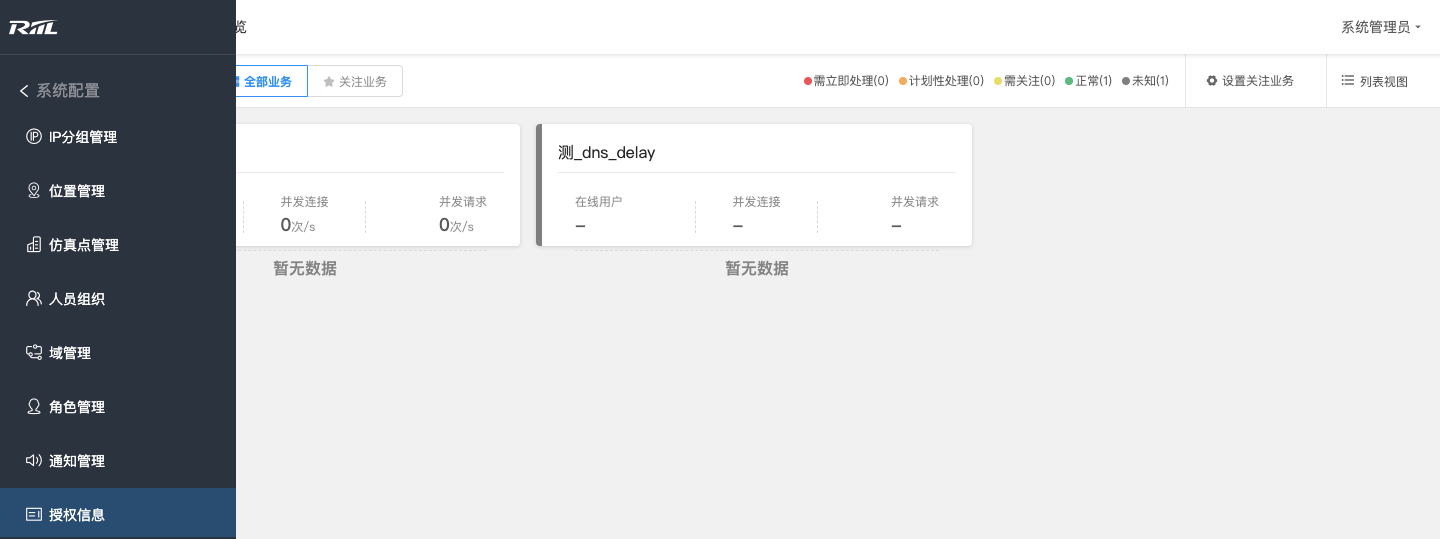 RIIL
系统配置
IP分组管理
位置管理
仿真点管理
人员组织
域管理
角色管理
通知管理
授权信息
览
系统管理员
全部业务
关注业务
需立即处理(0)
计划性处理(0)
需关注(0)
正常(1)
未知(1)
设置关注业务
列表视图
并发连接
并发请求
0次/s
0次/s
暂无数据
测_dns_delay
在线用户
并发连接
并发请求
–
–
–
暂无数据